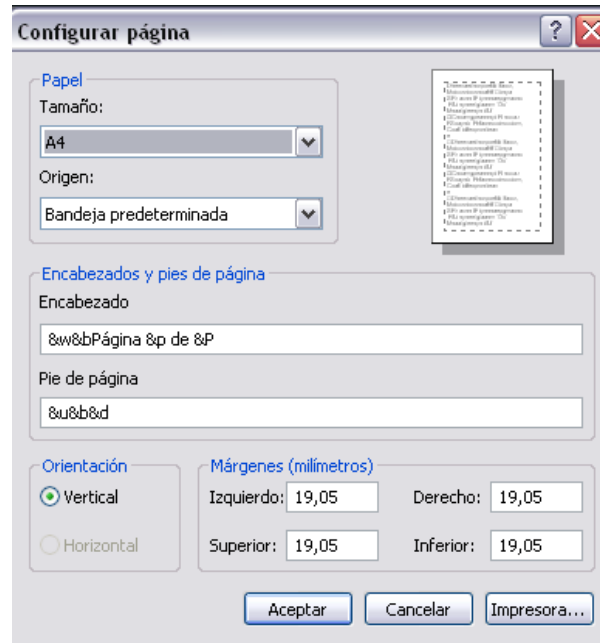 Configurar página
Papel
Tamaño:
A4
Origen:
Bandeja predeterminada
Encabezados y pies de página
Encabezado
&w&bPágina &p de &P
Pie de página
&u&b&d
Orientación
Vertical
Horizontal
Márgenes (milímetros)
Izquierdo: 19,05 Derecho: 19,05
Superior: 19,05 Inferior: 19,05
Aceptar Cancelar Impresora...